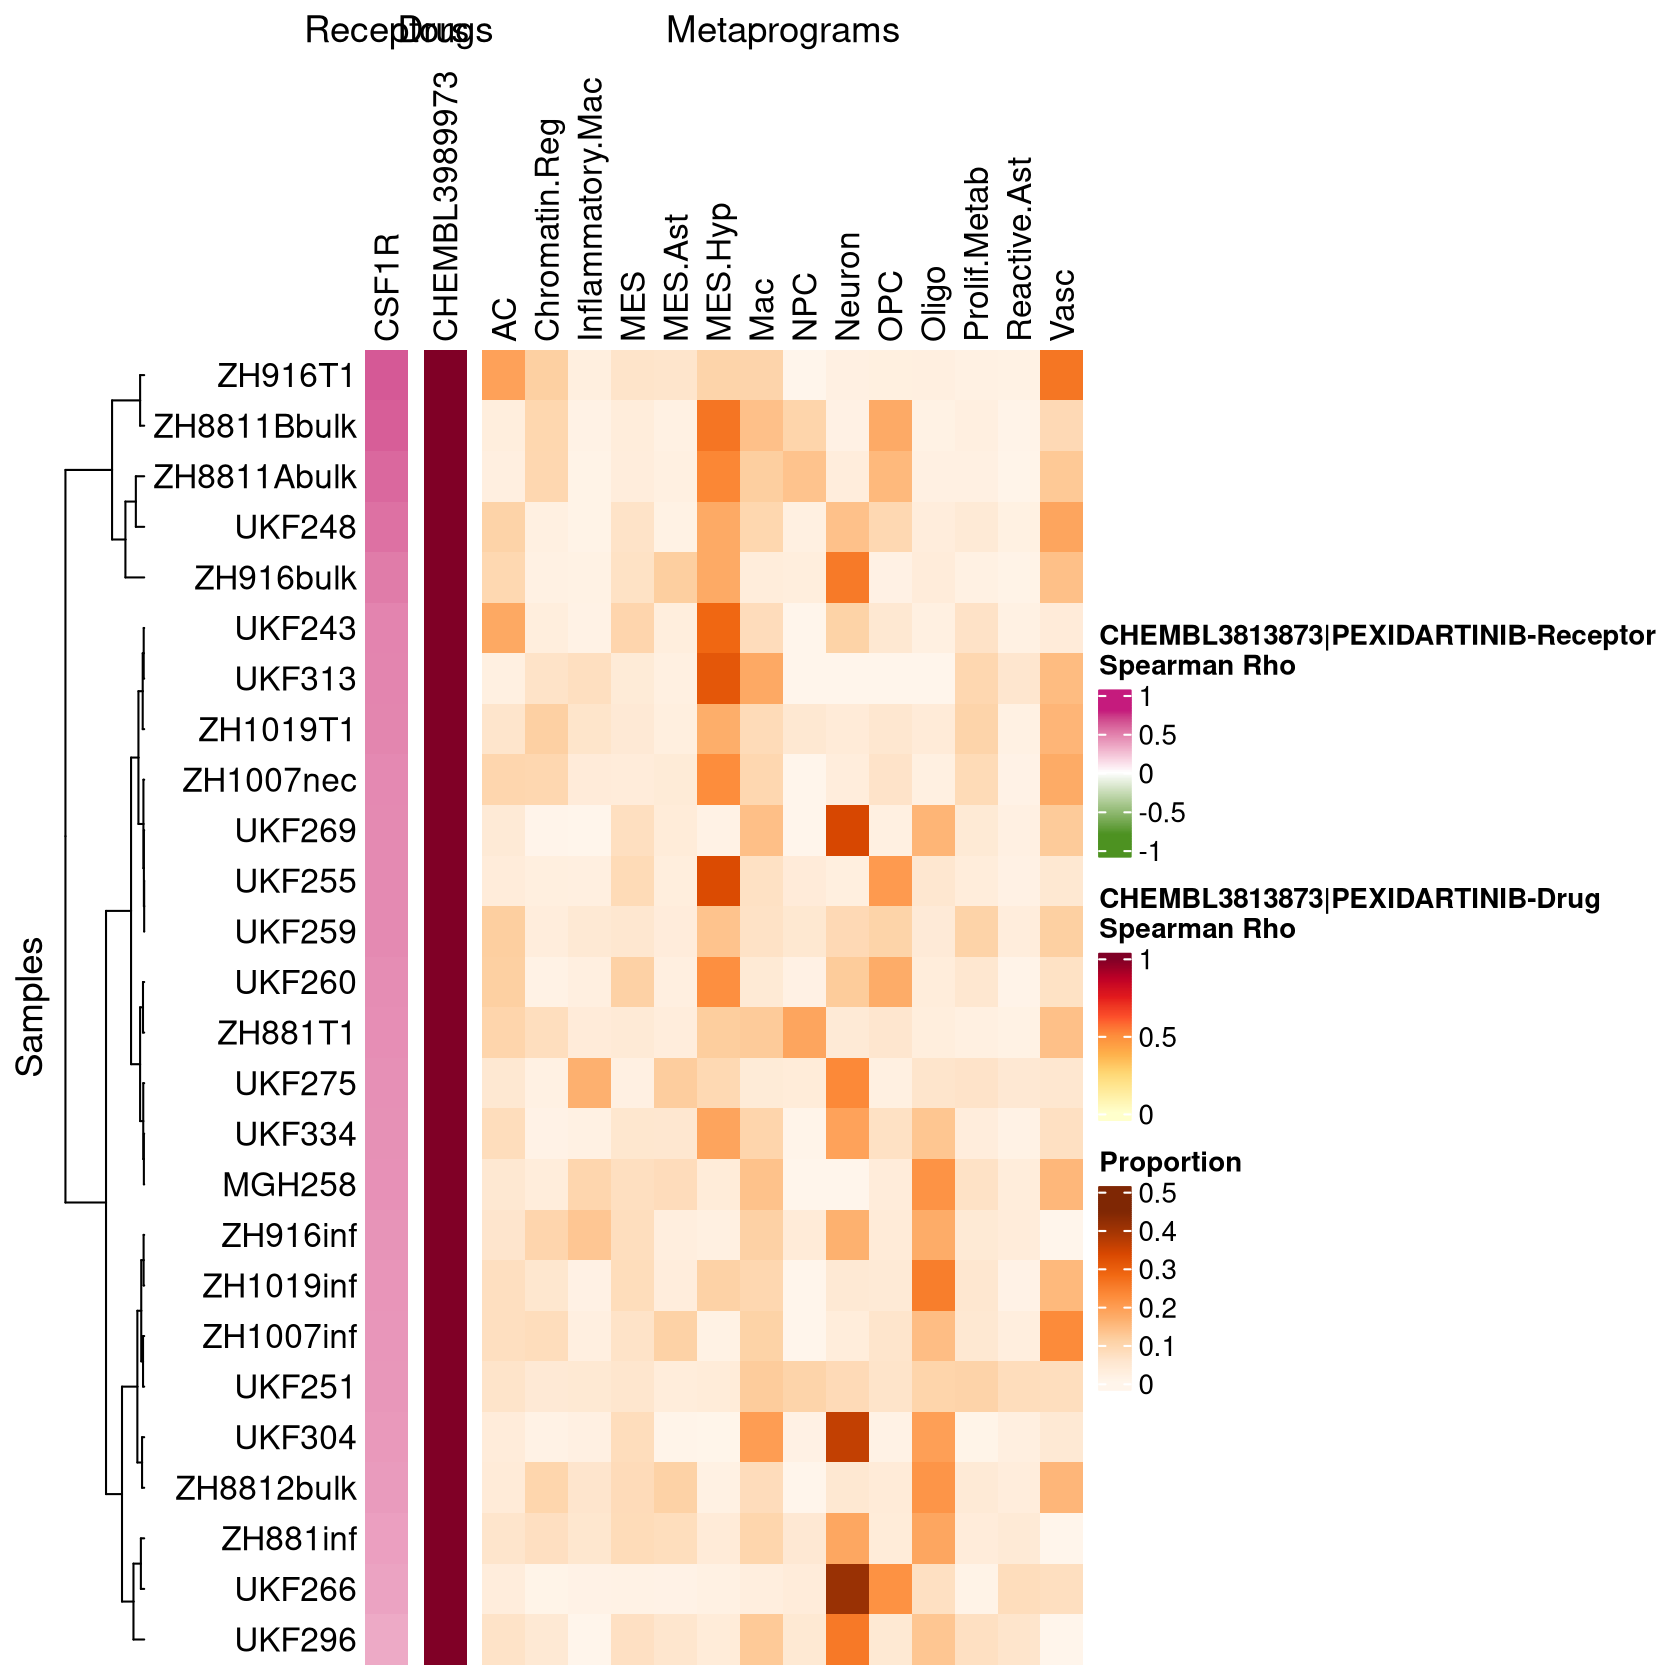 Receptors
Drugs
Metaprograms
CSF1R
CHEMBL3989973
AC
Chromatin.Reg
Inflammatory.Mac
MES
MES.Ast
MES.Hyp
Mac
NPC
Neuron
OPC
Oligo
Prolif.Metab
Reactive.Ast
Vasc
Samples
ZH916T1
ZH8811Bbulk
ZH8811Abulk
UKF248
ZH916bulk
UKF243
UKF313
ZH1019T1
ZH1007nec
UKF269
UKF255
UKF259
UKF260
ZH881T1
UKF275
UKF334
MGH258
ZH916inf
ZH1019inf
ZH1007inf
UKF251
UKF304
ZH8812bulk
ZH881inf
UKF266
UKF296
CHEMBL3813873|PEXIDARTINIB-Receptor
Spearman Rho
1
0.5
0
-0.5
-1
CHEMBL3813873|PEXIDARTINIB-Drug
Spearman Rho
1
0.5
0
Proportion
0.5
0.4
0.3
0.2
0.1
0